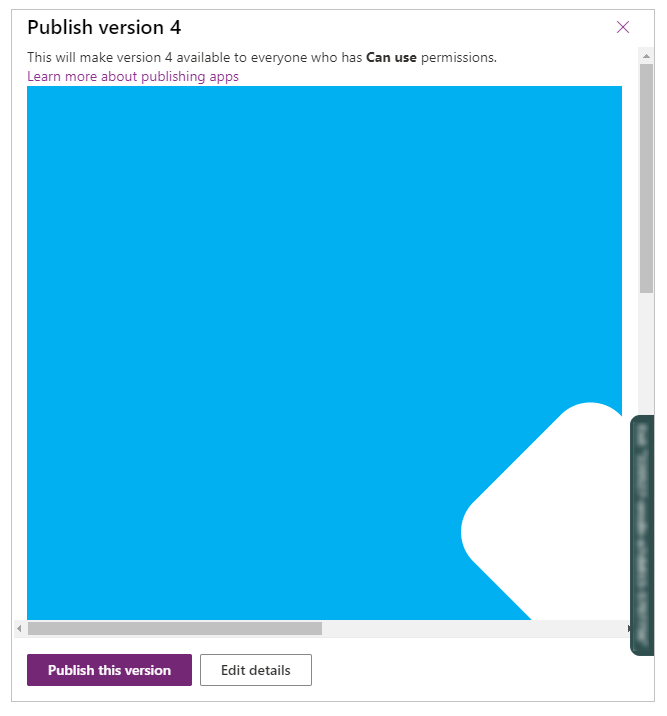 Publish version 4
This will make version 4 available to everyone who has Can use permissions.
Learn more about publishing apps
Publish this version
Edit details